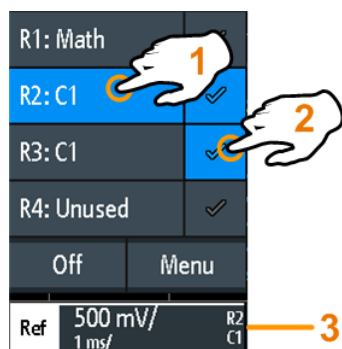 R1: Math
1
R2: C1
2
R3: C1
R4: Unused
Off Menu
Ref 500 mV/ R2
1 ms/ C1
3